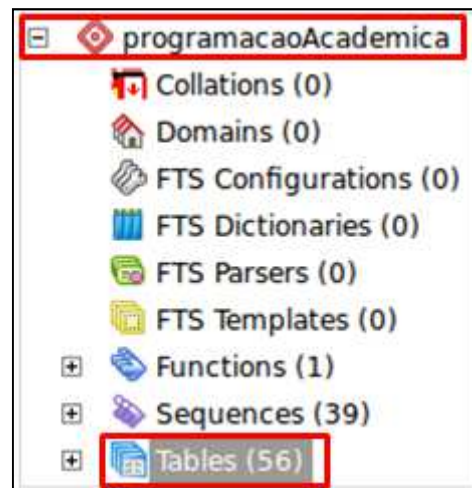 programacaoAcademica
Collations (0)
Domains (0)
FTS Configurations (0)
FTS Dictionaries (0)
FTS Parsers (0)
FTS Templates (0)
Functions (1)
Sequences (39)
Tables (56)